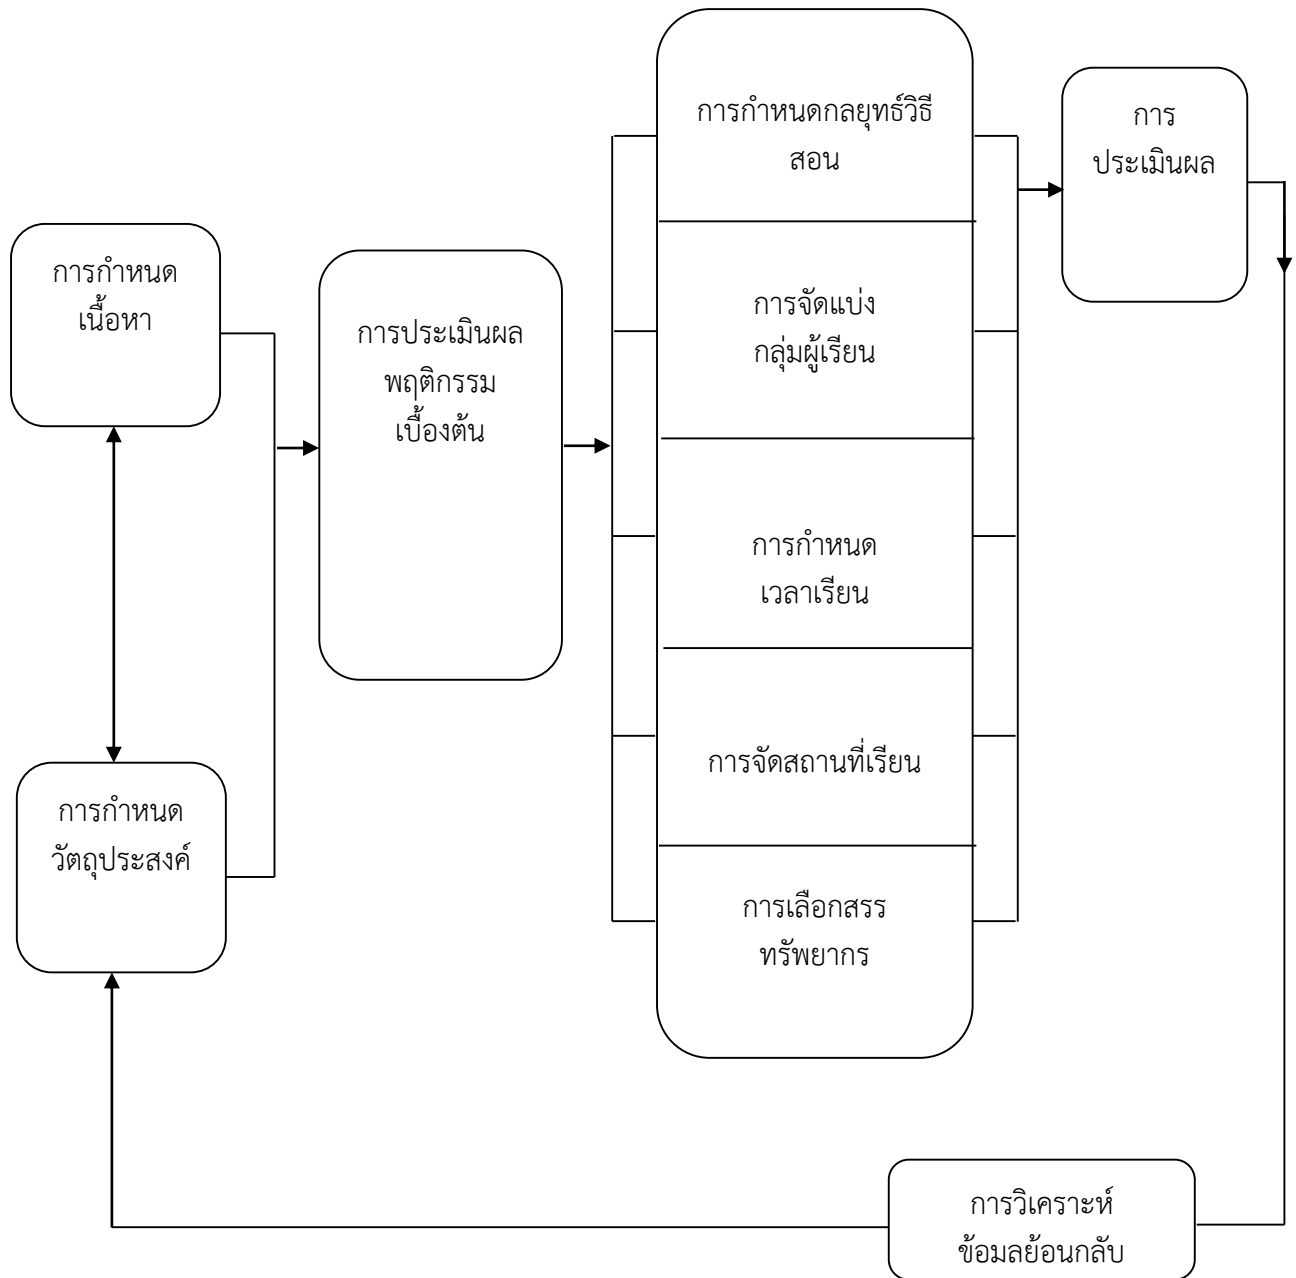 การกำหนด
เนื้อหา
การกำหนด
วัตถุประสงค์
การประเมินผล
พฤติกรรม
เบื้องต้น
การกำหนดกลยุทธ์วิธี
สอน
การจัดแบ่ง
กลุ่มผู้เรียน
การกำหนด
เวลาเรียน
การจัดสถานที่เรียน
การเลือกสรร
ทรัพยากร
การ
ประเมินผล
การวิเคราะห์
ข้อมลย้อนกลับ